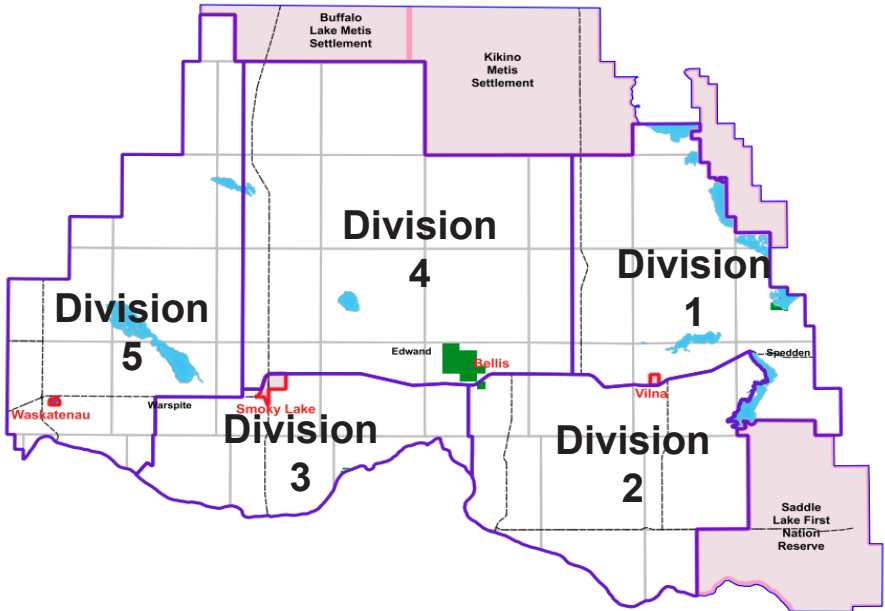 Buffalo
Lake Metis
Settlement
Kikino
Metis
Settlement
Division
4
Division
1
Division
5
Edwand
Bellis
Spedden
Vilna
Waskatenau
Warspite
Smoky Lake
Division
3
Division
2
Saddle
Lake First
Nation
Reserve